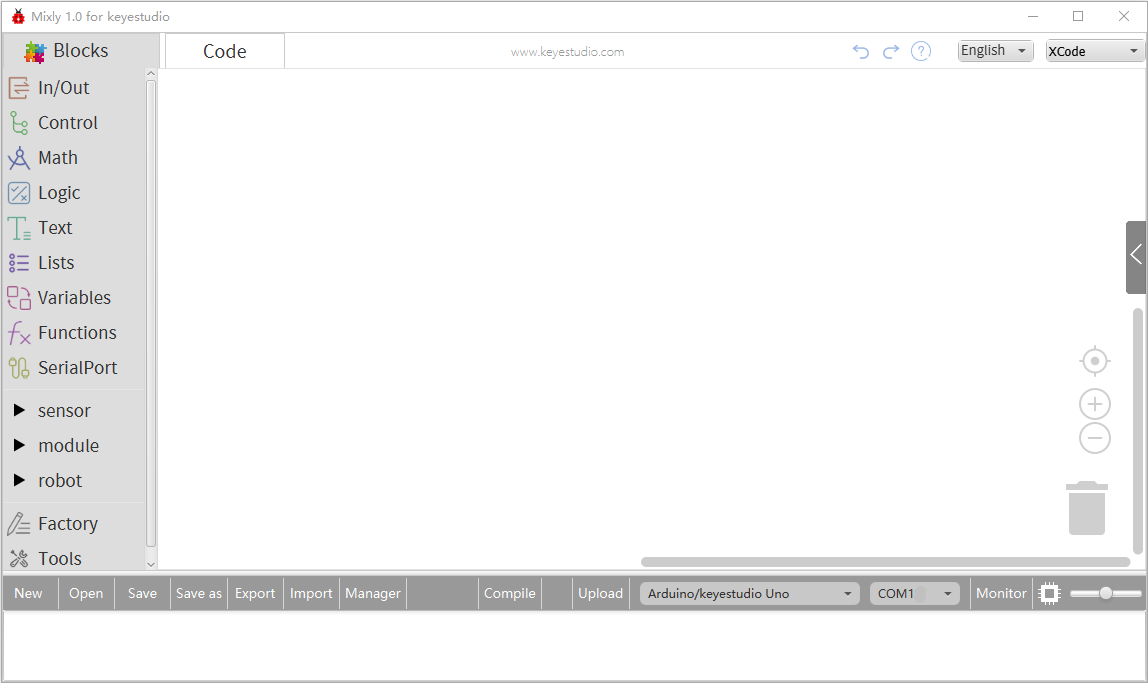 Mixly 1.0 for keyestudio
Blocks
Code
www.keyestudio.com
English
XCode
In/Out
Control
Math
Logic
Text
Lists
Variables
Functions
SerialPort
sensor
module
robot
Factory
Tools
New Open Save Save as Export Import Manager Compile Upload Arduino/keyestudio Uno COM1 Monitor